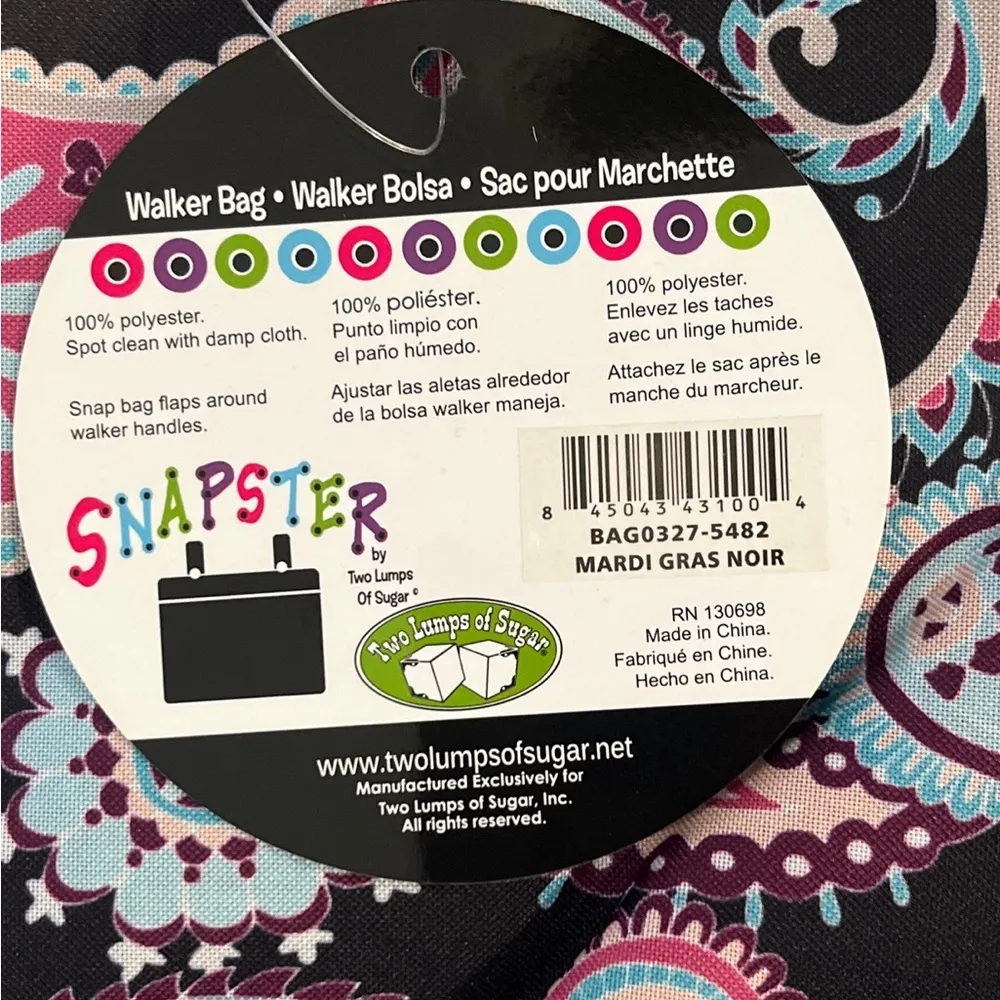 Walker Bag • Walker Bolsa • Sac pour Marchette
100% polyester.
Spot clean with damp cloth.
Snap bag flaps around
walker handles.
100% poliéster.
Punto limpio con
el paño húmedo.
Ajustar las aletas alrededor
de la bolsa walker maneja.
100% polyester.
Enlevez les taches
avec un linge humide.
Attachez le sac après le
manche du marcheur.
SNAPSTER
by
Two Lumps
Of Sugar ©
Two Lumps of Sugar®
8 45043 43100 4
BAG0327-5482
MARDI GRAS NOIR
RN 130698
Made in China.
Fabriqué en Chine.
Hecho en China.
www.twolumpsofsugar.net
Manufactured Exclusively for
Two Lumps of Sugar, Inc.
All rights reserved.